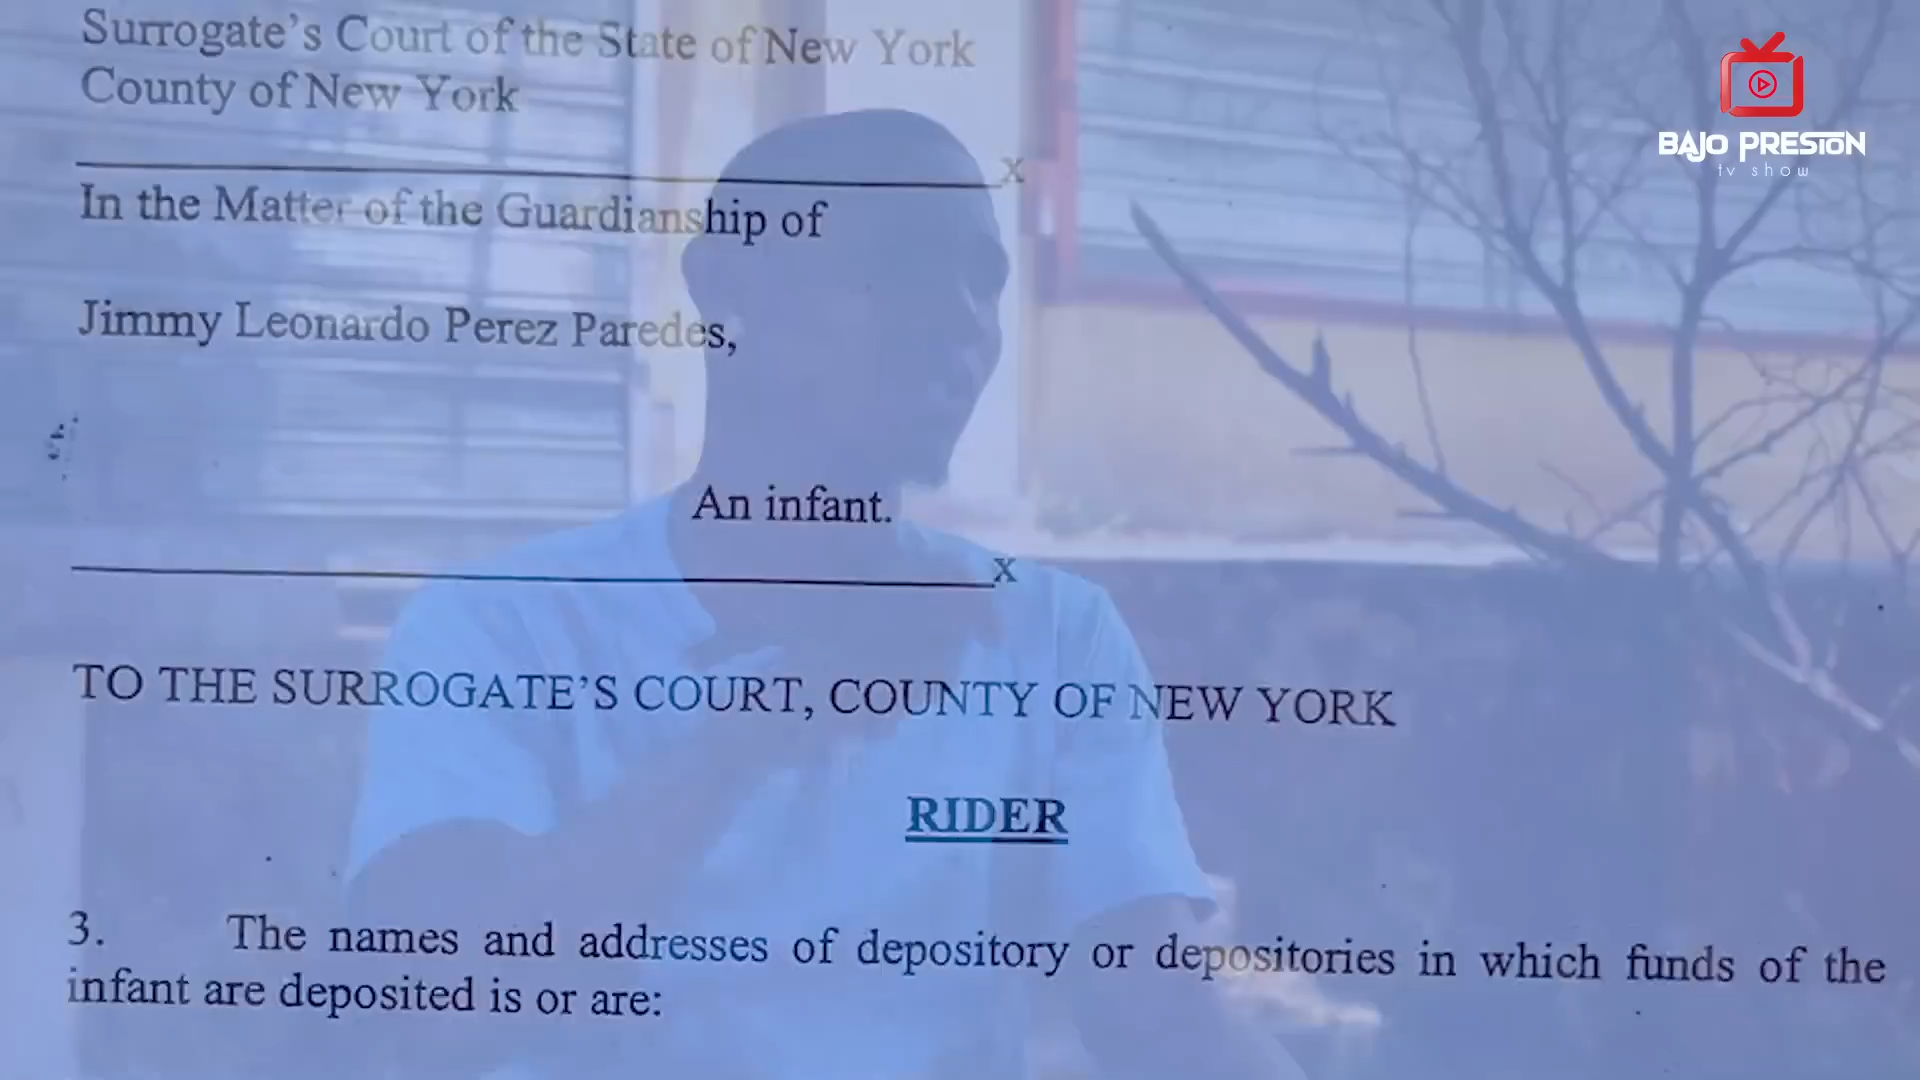 Surrogate's Court of the State of New York
County of New York
x
In the Matter of the Guardianship of
Jimmy Leonardo Perez Paredes,
An infant.
x
TO THE SURROGATE'S COURT, COUNTY OF NEW YORK
RIDER
3. The names and addresses of depository or depositories in which funds of the
infant are deposited is or are:
BAJO PRESION
tv show